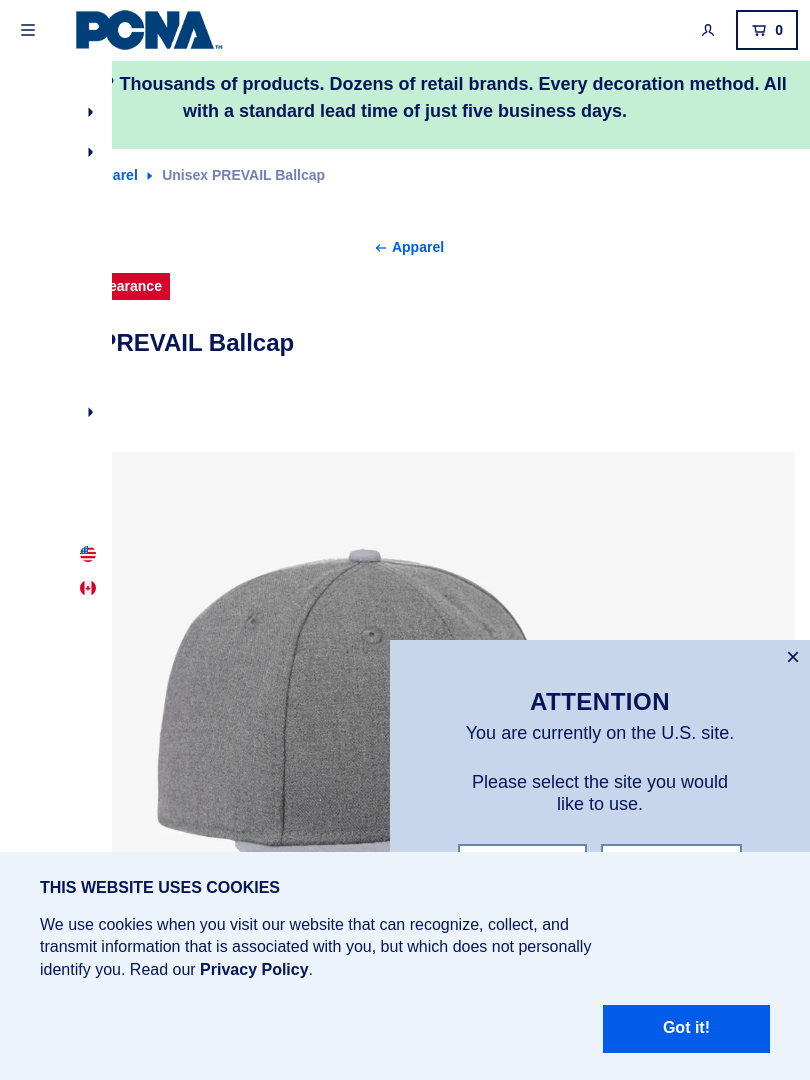 PCNA™
0
? Thousands of products. Dozens of retail brands. Every decoration method. All
with a standard lead time of just five business days.
arel Unisex PREVAIL Ballcap
Apparel
earance
PREVAIL Ballcap
ATTENTION
You are currently on the U.S. site.
Please select the site you would
like to use.
THIS WEBSITE USES COOKIES
We use cookies when you visit our website that can recognize, collect, and
transmit information that is associated with you, but which does not personally
identify you. Read our Privacy Policy.
Got it!